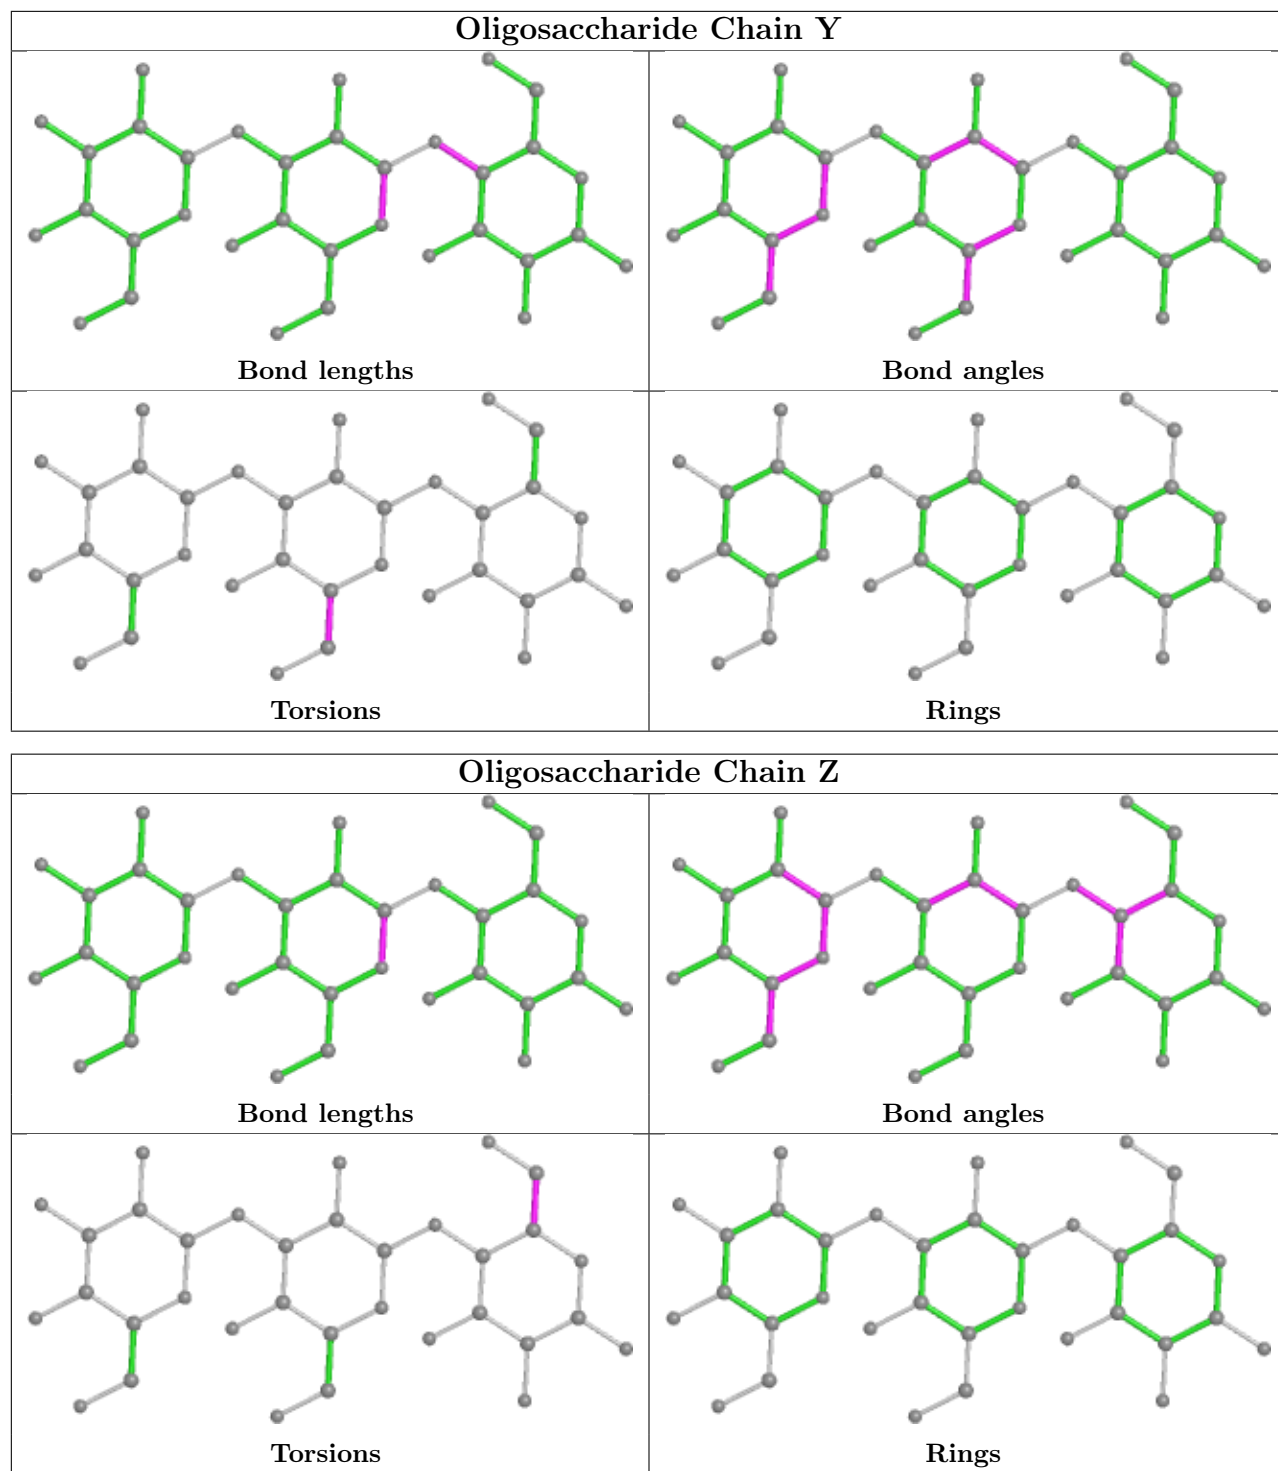 Oligosaccharide Chain Y
Bond lengths
Bond angles
Torsions
Rings
Oligosaccharide Chain Z
Bond lengths
Bond angles
Torsions
Rings